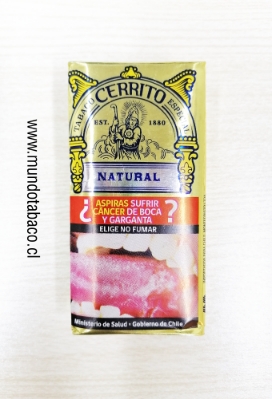 TABACO CERRITO ESPECIAL
EST. 1880
NATURAL
¿ ASPIRAS SUFRIR
CÁNCER DE BOCA
Y GARGANTA ?
ELIGE NO FUMAR
Ministerio de Salud - Gobierno de Chile
www.mundotabaco.cl